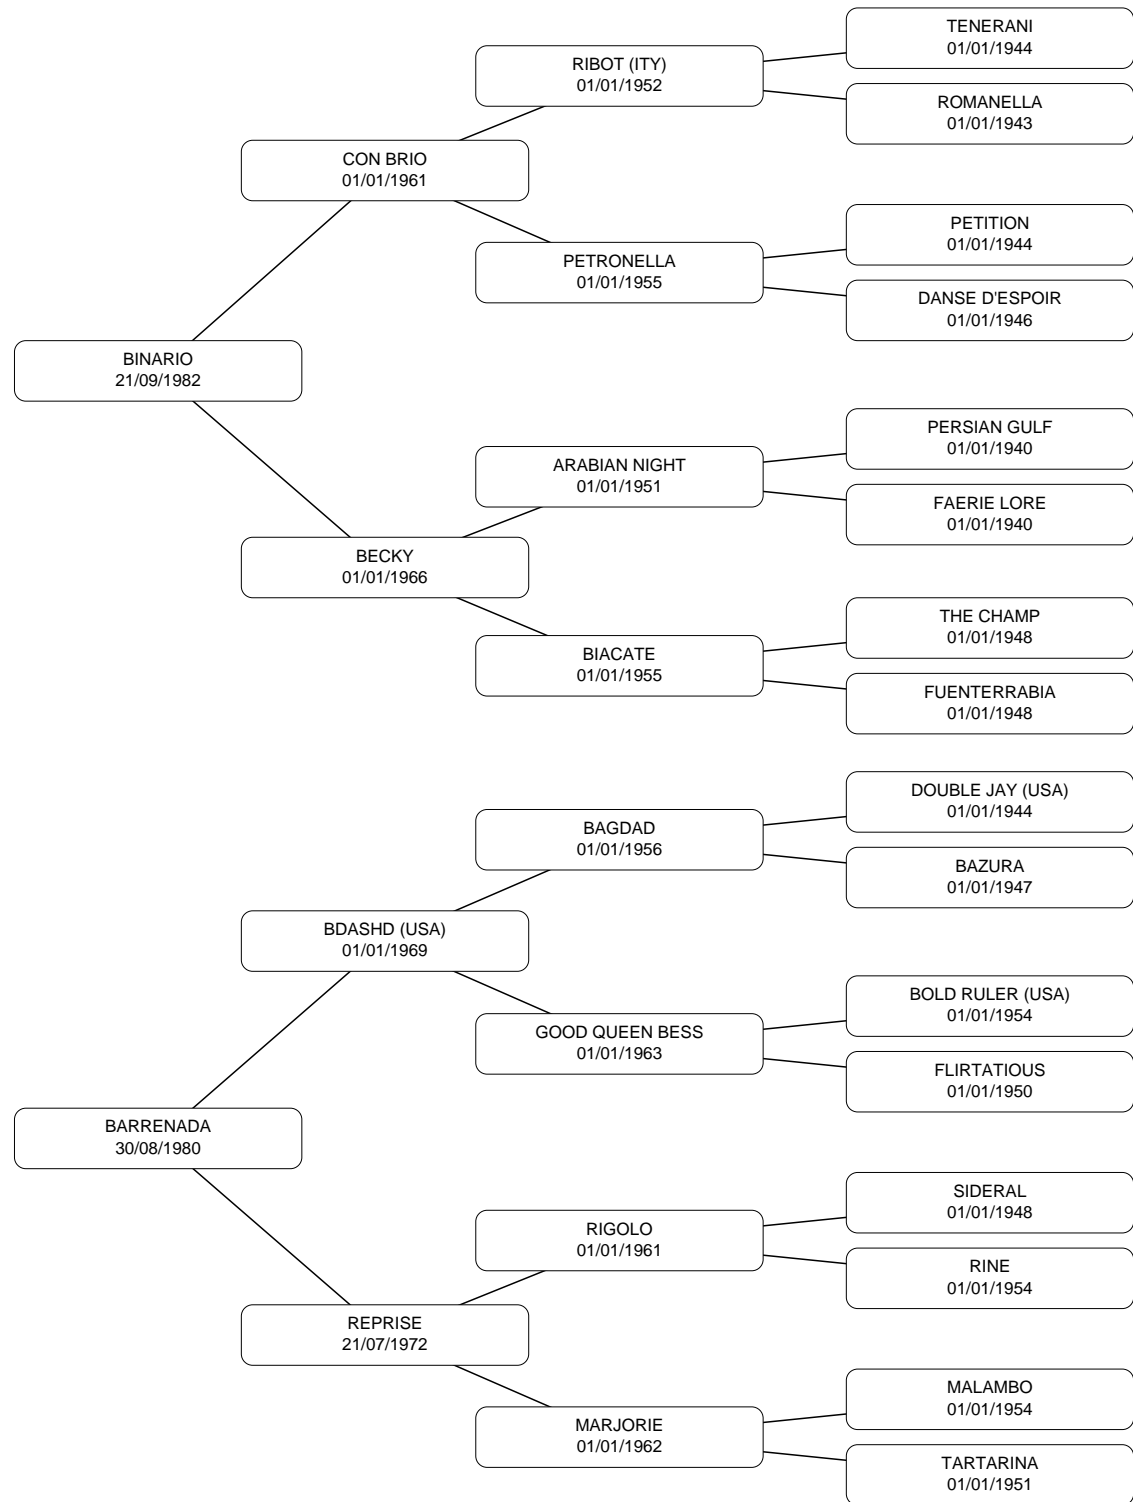 TENERANI
01/01/1944
RIBOT (ITY)
01/01/1952
ROMANELLA
01/01/1943
CON BRIO
01/01/1961
PETITION
01/01/1944
PETRONELLA
01/01/1955
DANSE D'ESPOIR
01/01/1946
BINARIO
21/09/1982
PERSIAN GULF
01/01/1940
ARABIAN NIGHT
01/01/1951
FAERIE LORE
01/01/1940
BECKY
01/01/1966
THE CHAMP
01/01/1948
BIACATE
01/01/1955
FUENTERRABIA
01/01/1948
DOUBLE JAY (USA)
01/01/1944
BAGDAD
01/01/1956
BAZURA
01/01/1947
BDASHD (USA)
01/01/1969
BOLD RULER (USA)
01/01/1954
GOOD QUEEN BESS
01/01/1963
FLIRTATIOUS
01/01/1950
BARRENADA
30/08/1980
SIDERAL
01/01/1948
RIGOLO
01/01/1961
RINE
01/01/1954
REPRISE
21/07/1972
MALAMBO
01/01/1954
MARJORIE
01/01/1962
TARTARINA
01/01/1951